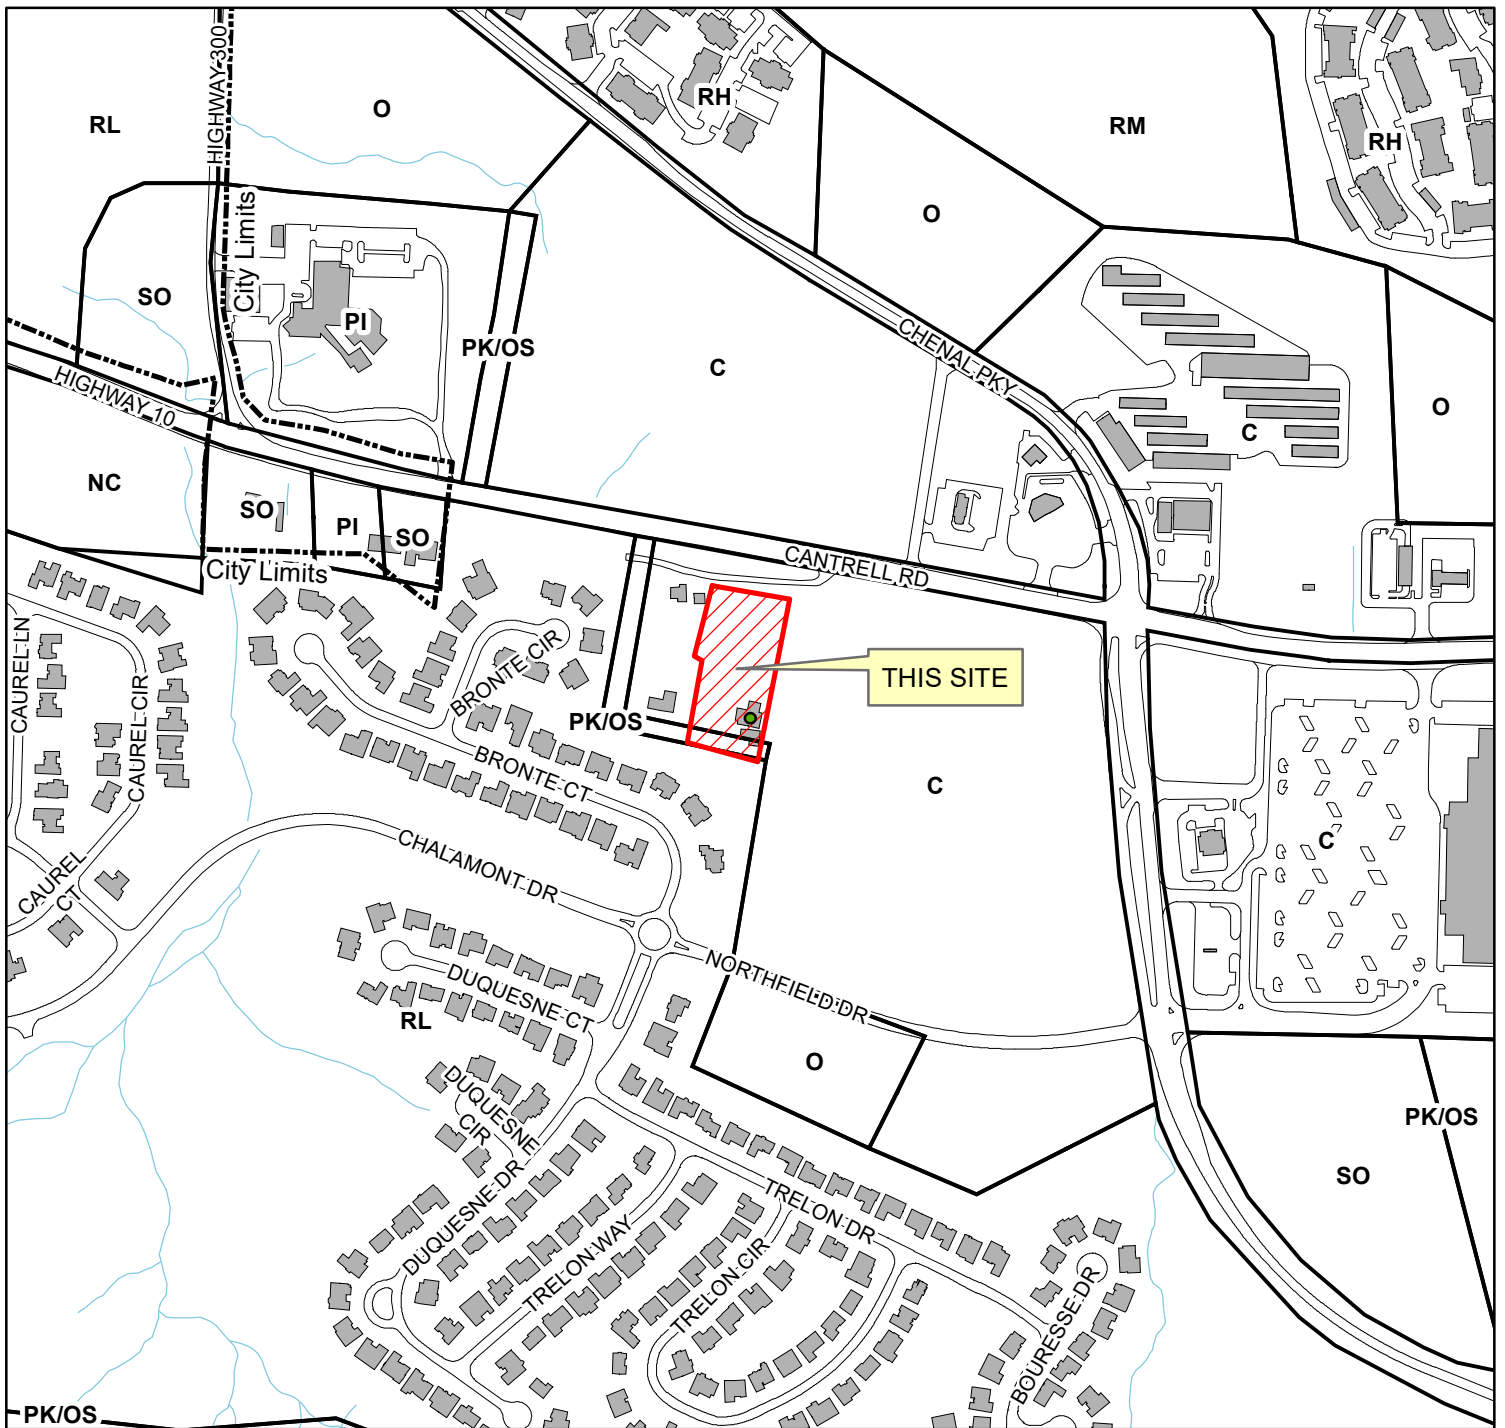 HIGHWAY 300
RL
O
RH
RM
RH
O
City Limits
SO
PI
PK/OS
C
CHENAL PKY
O
C
HIGHWAY 10
NC
SO
PI
SO
City Limits
CANTRELL RD
CAUREL LN
CAUREL CIR
BRONTE CIR
THIS SITE
PK/OS
BRONTE CT
C
C
CHALAMONT DR
CAUREL
CT
NORTHFIELD DR
DUQUESNE CT
RL
O
DUQUESNE
CIR
PK/OS
SO
DUQUESNE DR
TRELON DR
TRELON WAY
TRELON CIR
BOURESSE DR
PK/OS